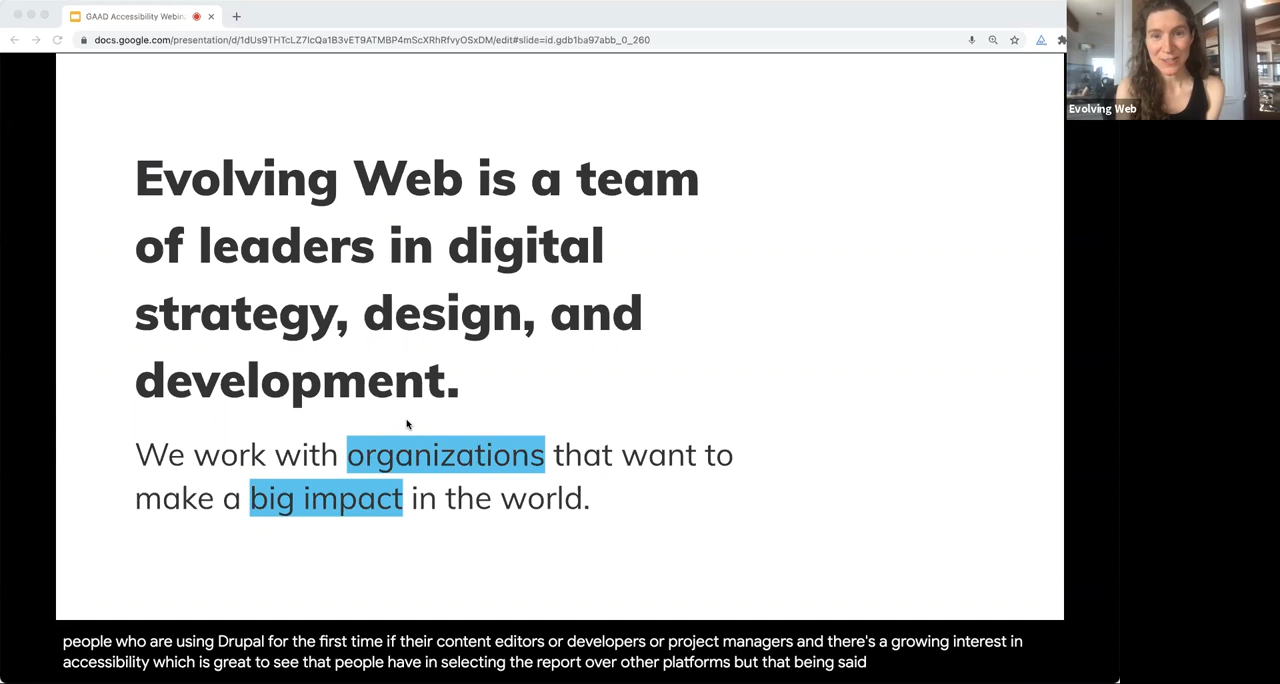 GAAD Accessibility Webin
docs.google.com/presentation/d/1dUs9THTcLZ7lcQa1B3vET9ATMBP4mScXRhRfvyOSxDM/edit#slide=id.gdb1ba97abb_0_260
Evolving Web
Evolving Web is a team
of leaders in digital
strategy, design, and
development.
We work with organizations that want to
make a big impact in the world.
people who are using Drupal for the first time if their content editors or developers or project managers and there's a growing interest in
accessibility which is great to see that people have in selecting the report over other platforms but that being said